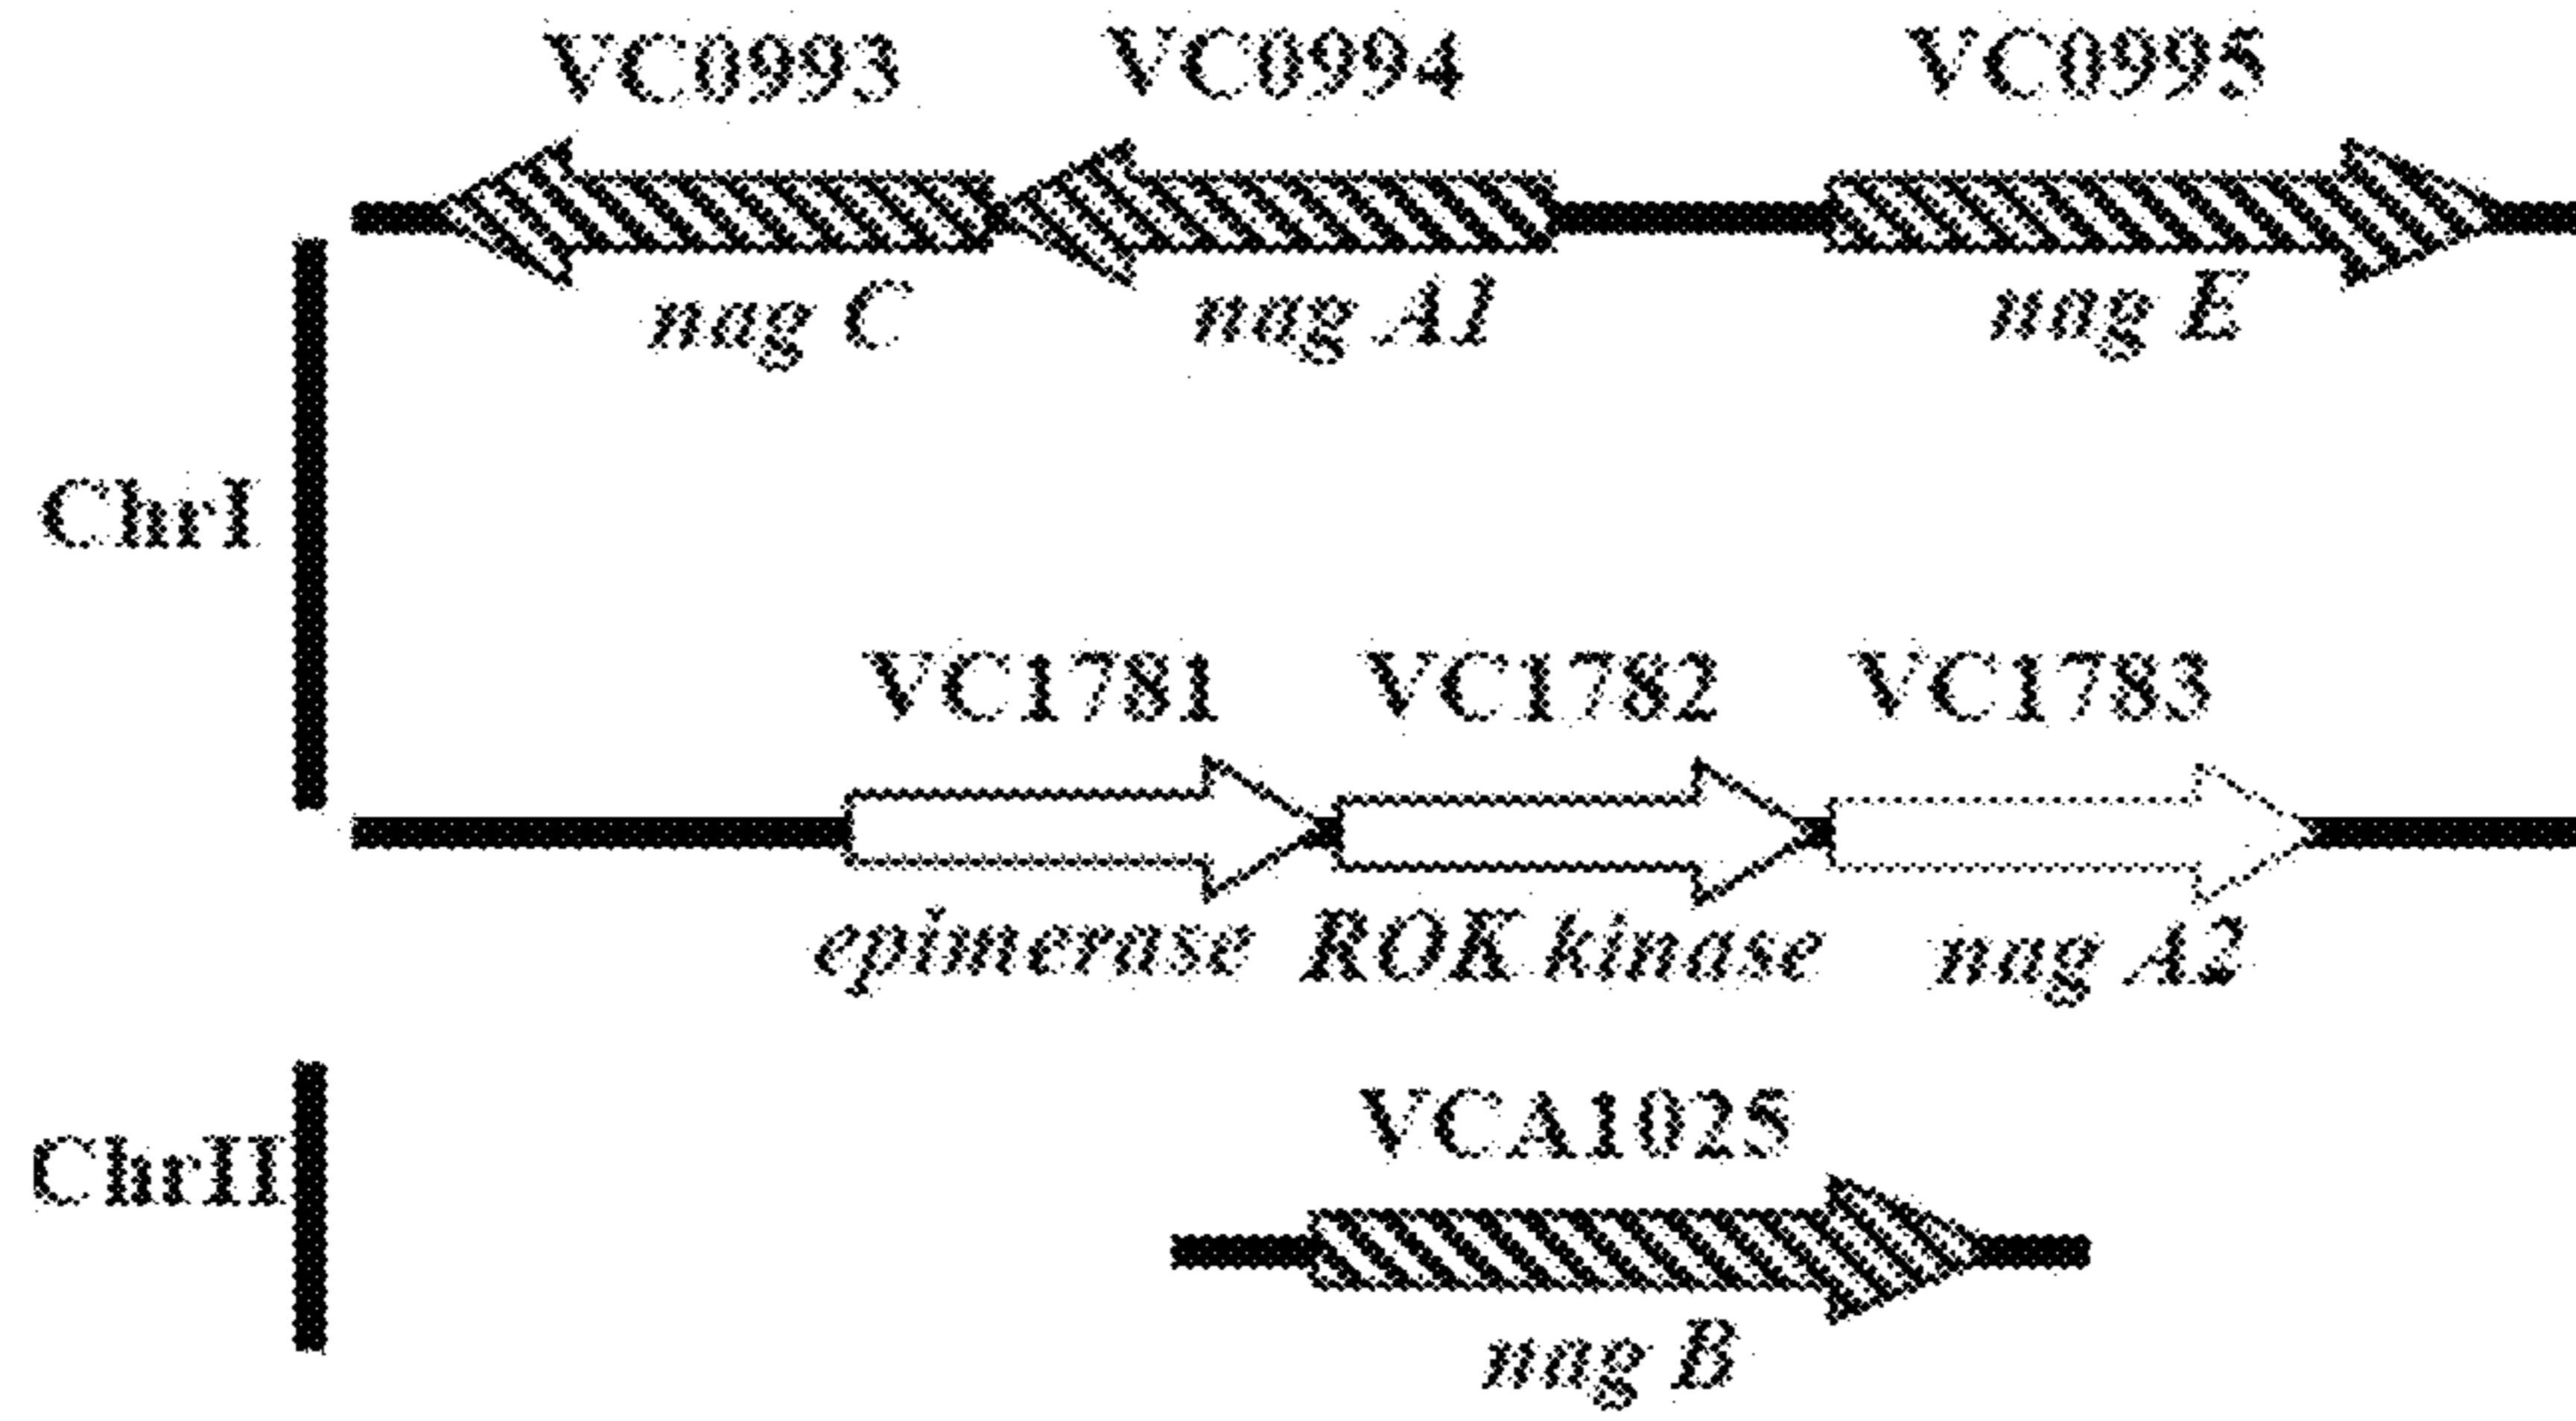 VC0993 VC0994 VC0995
nag C nag A1 nag E
ChrI
VC1781 VC1782 VC1783
epimerase ROK kinase nag A2
VCA1025
ChrII
nag B